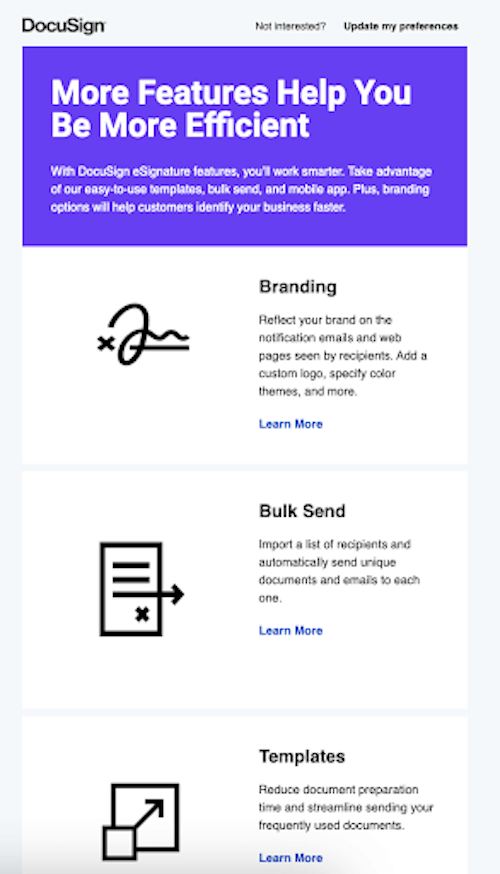 DocuSign
Not interested? Update my preferences
More Features Help You
Be More Efficient
With DocuSign eSignature features, you'll work smarter. Take advantage
of our easy-to-use templates, bulk send, and mobile app. Plus, branding
options will help customers identify your business faster.
Branding
Reflect your brand on the
notification emails and web
pages seen by recipients. Add a
custom logo, specify color
themes, and more.
Learn More
Bulk Send
Import a list of recipients and
automatically send unique
documents and emails to each
one.
Learn More
Templates
Reduce document preparation
time and streamline sending your
frequently used documents.
Learn More